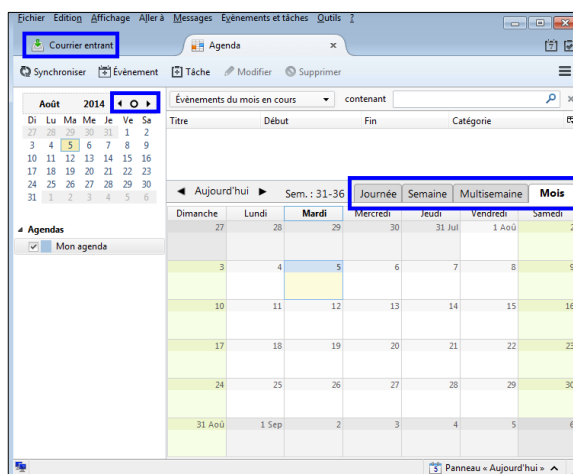 Fichier Edition Affichage Aller à Messages Evènements et tâches Outils ?
Courrier entrant
Agenda ×
7
Synchroniser Évènement Tâche Modifier Supprimer
Août 2014
Di Lu Ma Me Je Ve Sa
27 28 29 30 31 1 2
3 4 5 6 7 8 9
10 11 12 13 14 15 16
17 18 19 20 21 22 23
24 25 26 27 28 29 30
31 1 2 3 4 5 6
Agendas
Mon agenda
Évènements du mois en cours contenant
Titre Début Fin Catégorie
Aujourd'hui Sem. : 31-36 Journée Semaine Multisemaine Mois
Dimanche Lundi Mardi Mercredi Jeudi Vendredi Samedi
27 28 29 30 31 Jul 1 Aoû 2
3 4 5 6 7 8 9
10 11 12 13 14 15 16
17 18 19 20 21 22 23
24 25 26 27 28 29 30
31 Aoû 1 Sep 2 3 4 5 6
5 Panneau « Aujourd'hui »